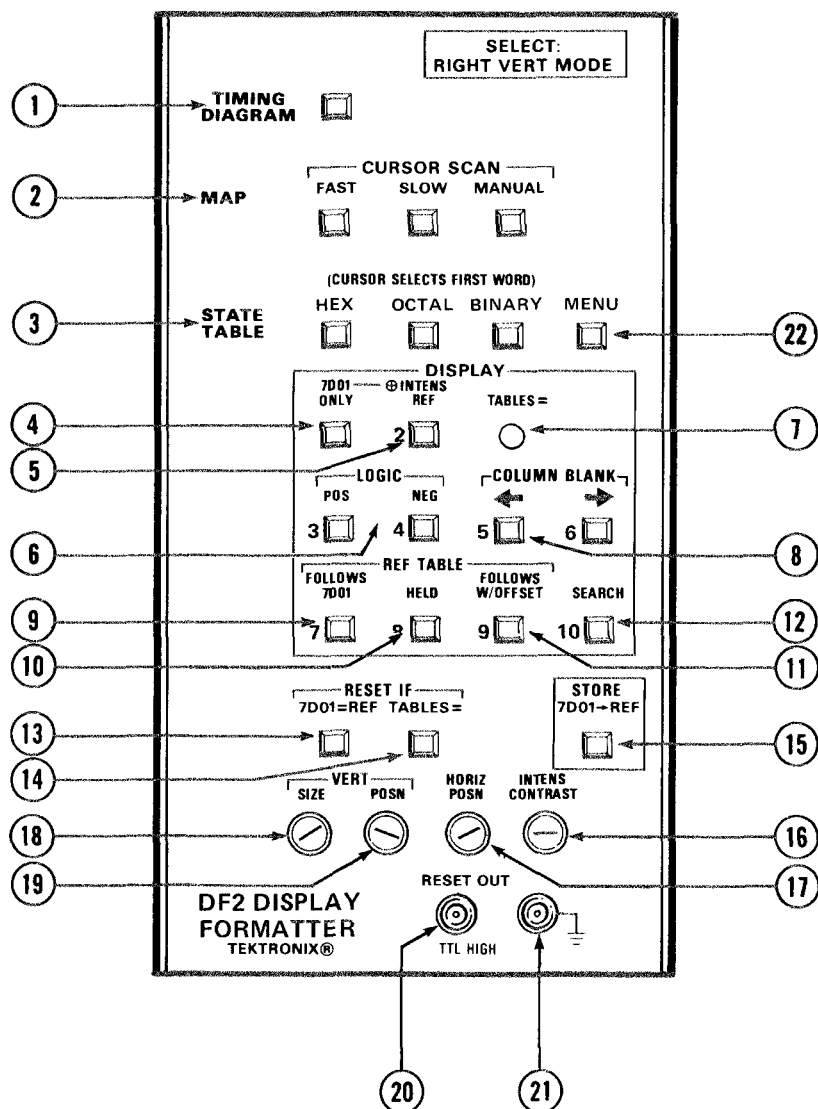 SELECT:
RIGHT VERT MODE
1
TIMING
DIAGRAM
CURSOR SCAN
2
MAP
FAST SLOW MANUAL
(CURSOR SELECTS FIRST WORD)
3
STATE
TABLE
HEX OCTAL BINARY MENU
22
DISPLAY
7D01 ⊕INTENS
ONLY REF TABLES=
4
2
7
5
LOGIC COLUMN BLANK
POS NEG
3 4 5 6
6
8
REF TABLE
FOLLOWS FOLLOWS
7D01 HELD W/OFFSET SEARCH
9
7 8 9 10
12
10
11
RESET IF
7D01=REF TABLES=
STORE
7D01→REF
13
15
14
VERT
SIZE POSN
HORIZ
POSN
INTENS
CONTRAST
18
16
19
17
RESET OUT
DF2 DISPLAY
FORMATTER
TEKTRONIX®
TTL HIGH
20
21